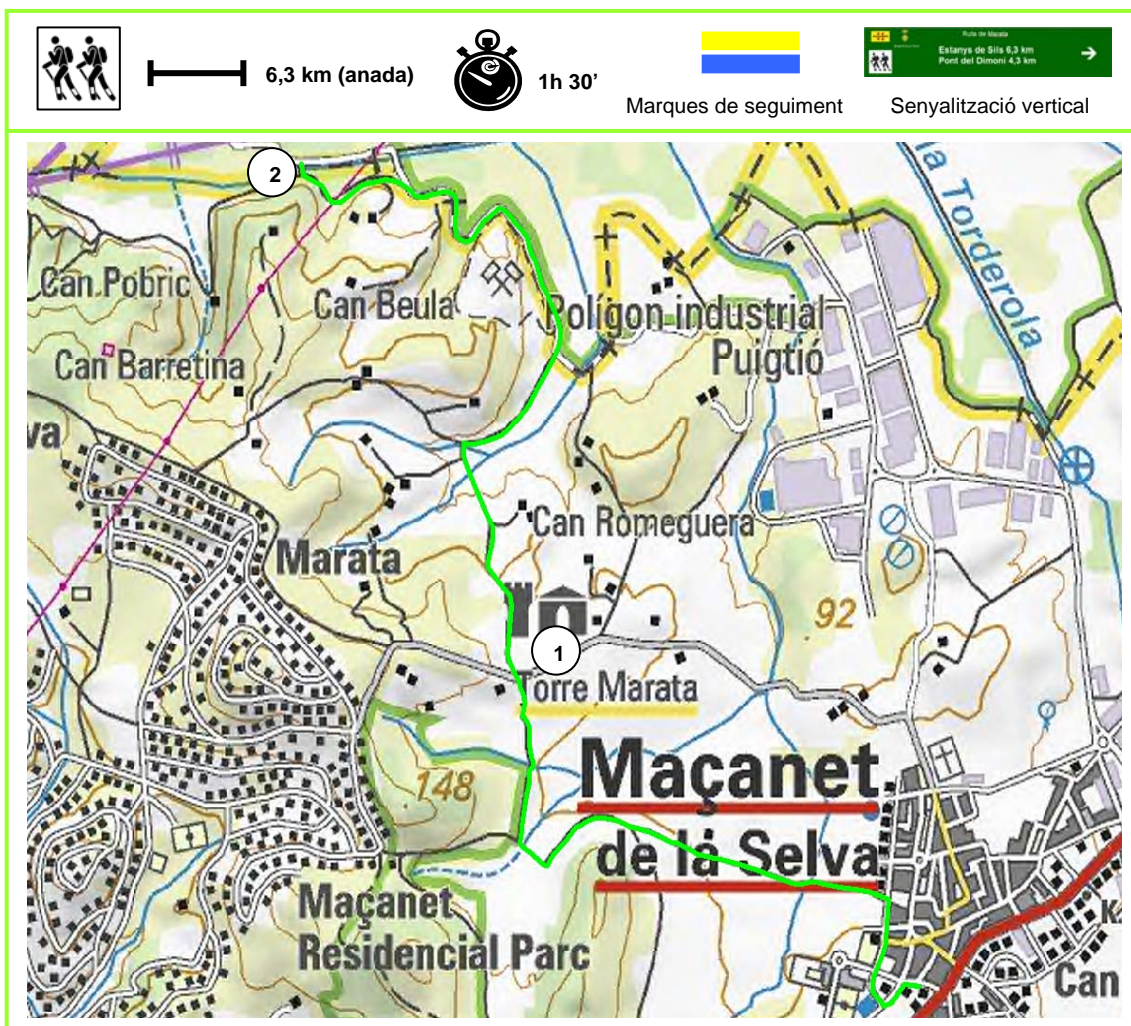 6,3 km (anada)
1h 30’
Marques de seguiment
Ruta de Marata
Estanys de Sils 6,3 km
Pont del Dimoni 4,3 km
Senyalització vertical
2
Can Pobric
Can Beula
Can Barretina
Polígon industrial
Puigtió
Torderola
va
Marata
Can Romeguera
92
1
Torre Marata
148
Maçanet
de la Selva
Maçanet
Residencial Parc
K
Can